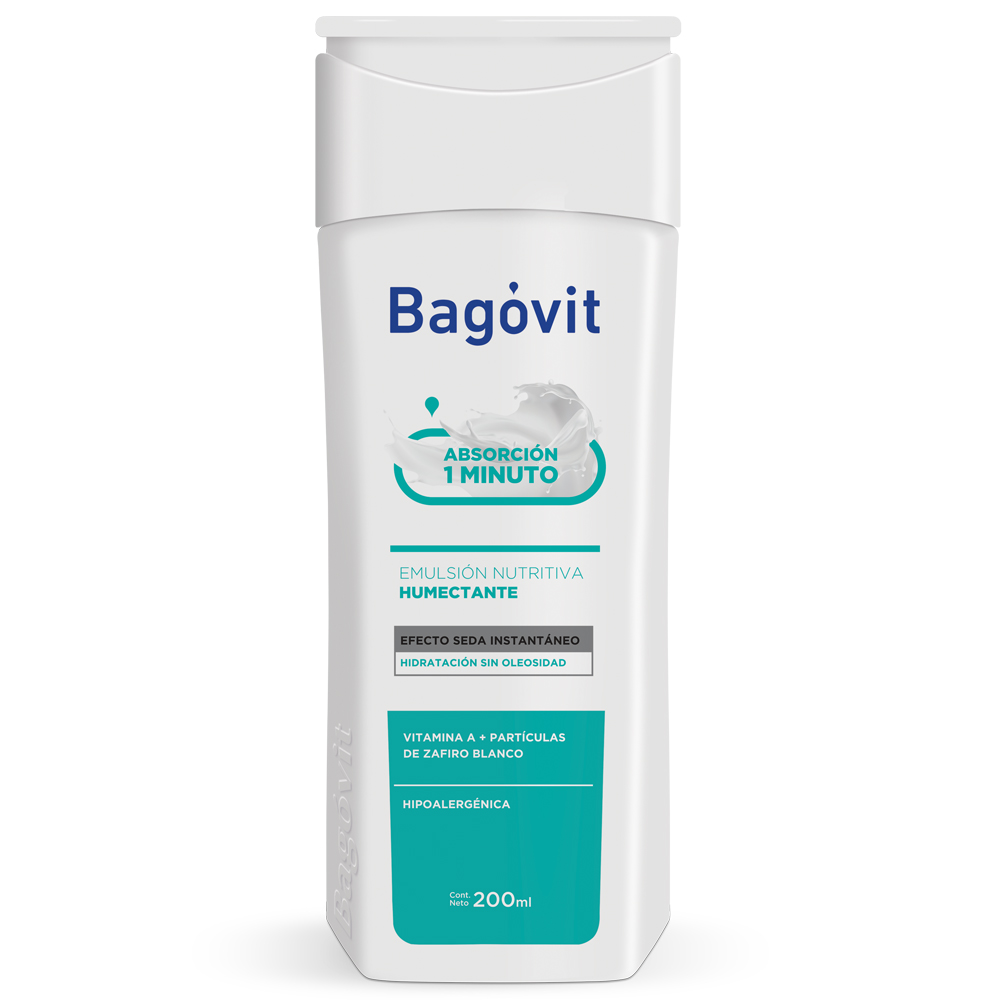 Bagóvit
ABSORCIÓN
1 MINUTO
EMULSIÓN NUTRITIVA
HUMECTANTE
EFECTO SEDA INSTANTÁNEO
HIDRATACIÓN SIN OLEOSIDAD
VITAMINA A + PARTÍCULAS
DE ZAFIRO BLANCO
HIPOALERGÉNICA
Cont.
Neto 200ml
Bagóvit